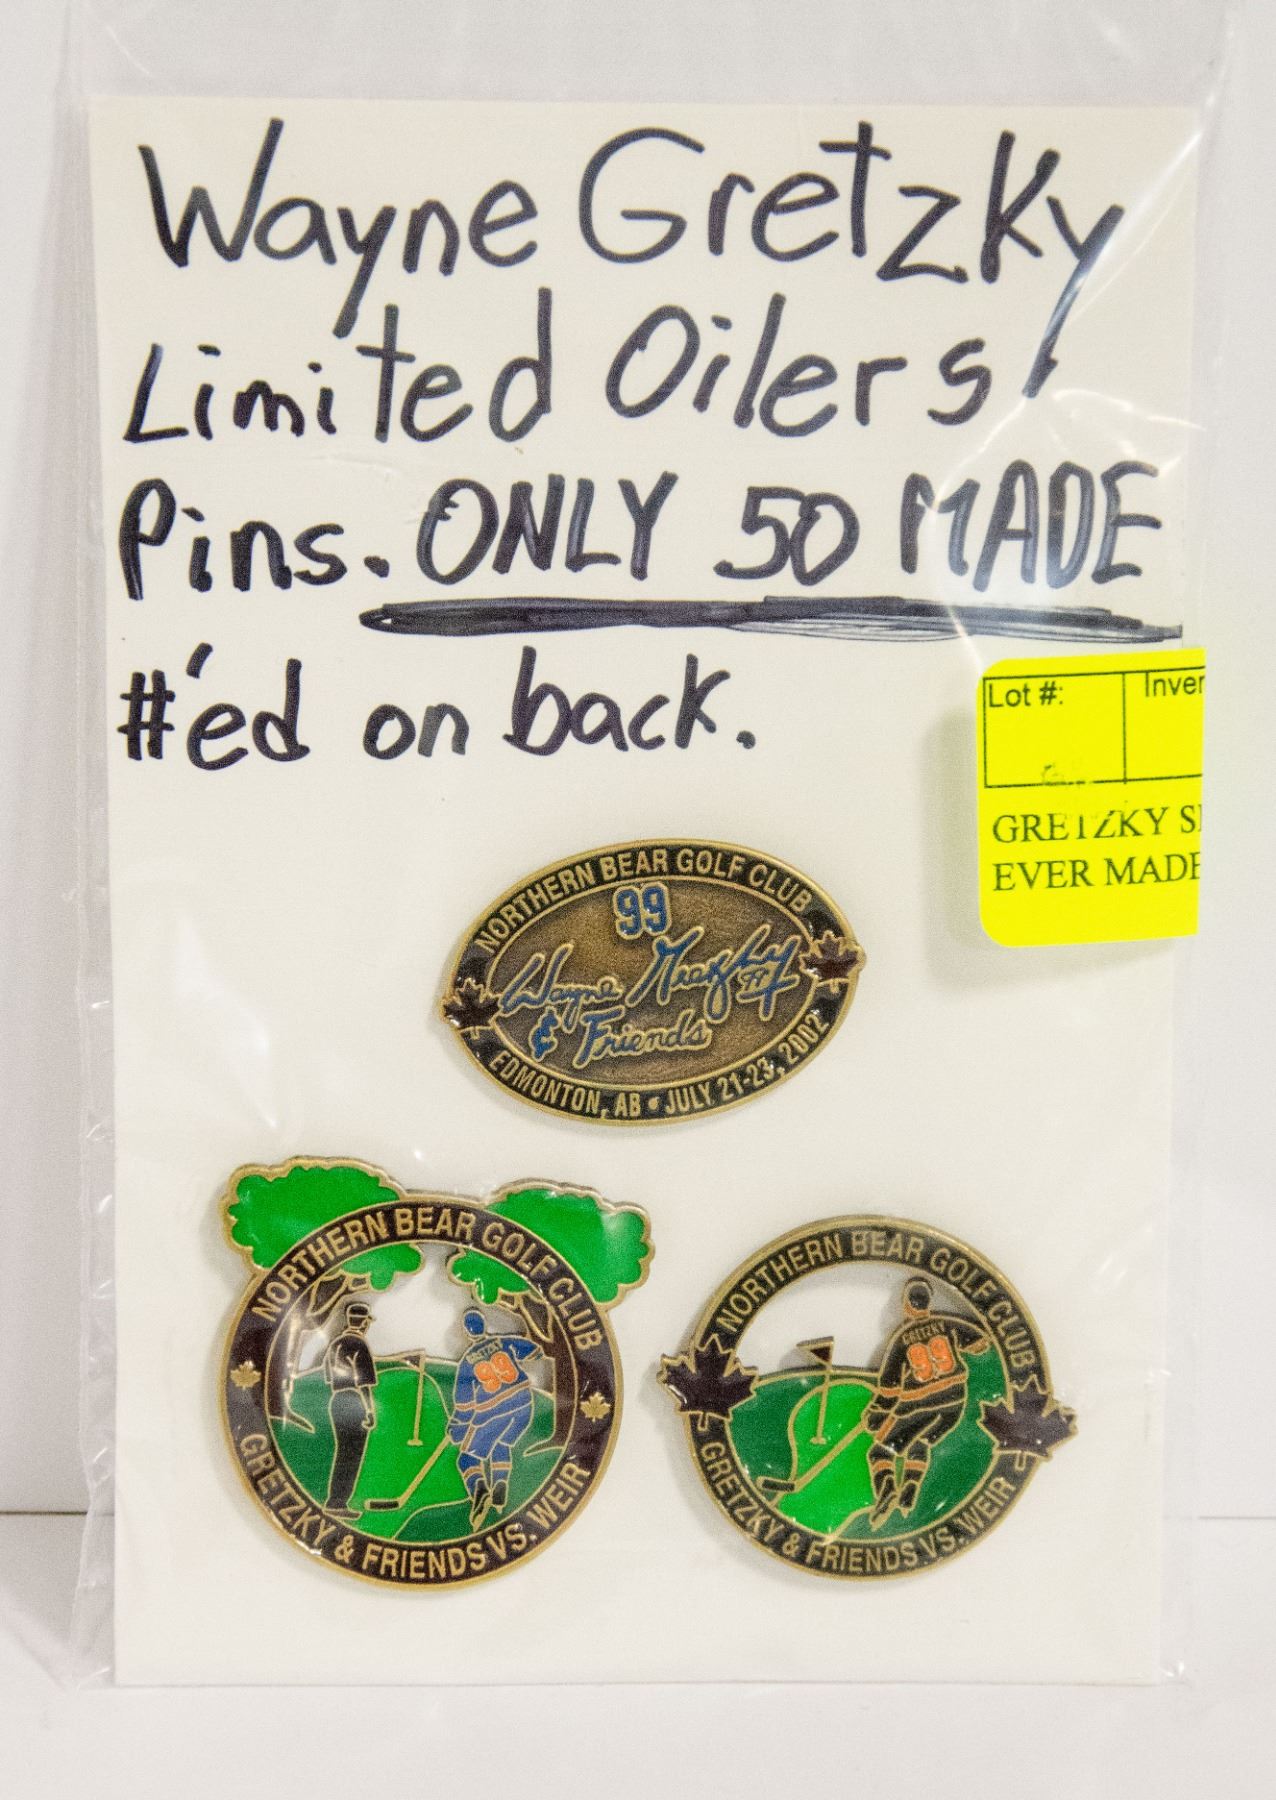 Wayne Gretzky
Limited Oilers
Pins. ONLY 50 MADE
#'ed on back.
Lot #:
GRETZKY
EVER MADE
NORTHERN BEAR GOLF CLUB
99
Wayne Gretzky
& Friends
EDMONTON, AB • JULY 21-23, 2002
NORTHERN BEAR GOLF CLUB
GRETZKY
99
GRETZKY & FRIENDS VS. WEIR
NORTHERN BEAR GOLF CLUB
GRETZKY
99
GRETZKY & FRIENDS VS. WEIR